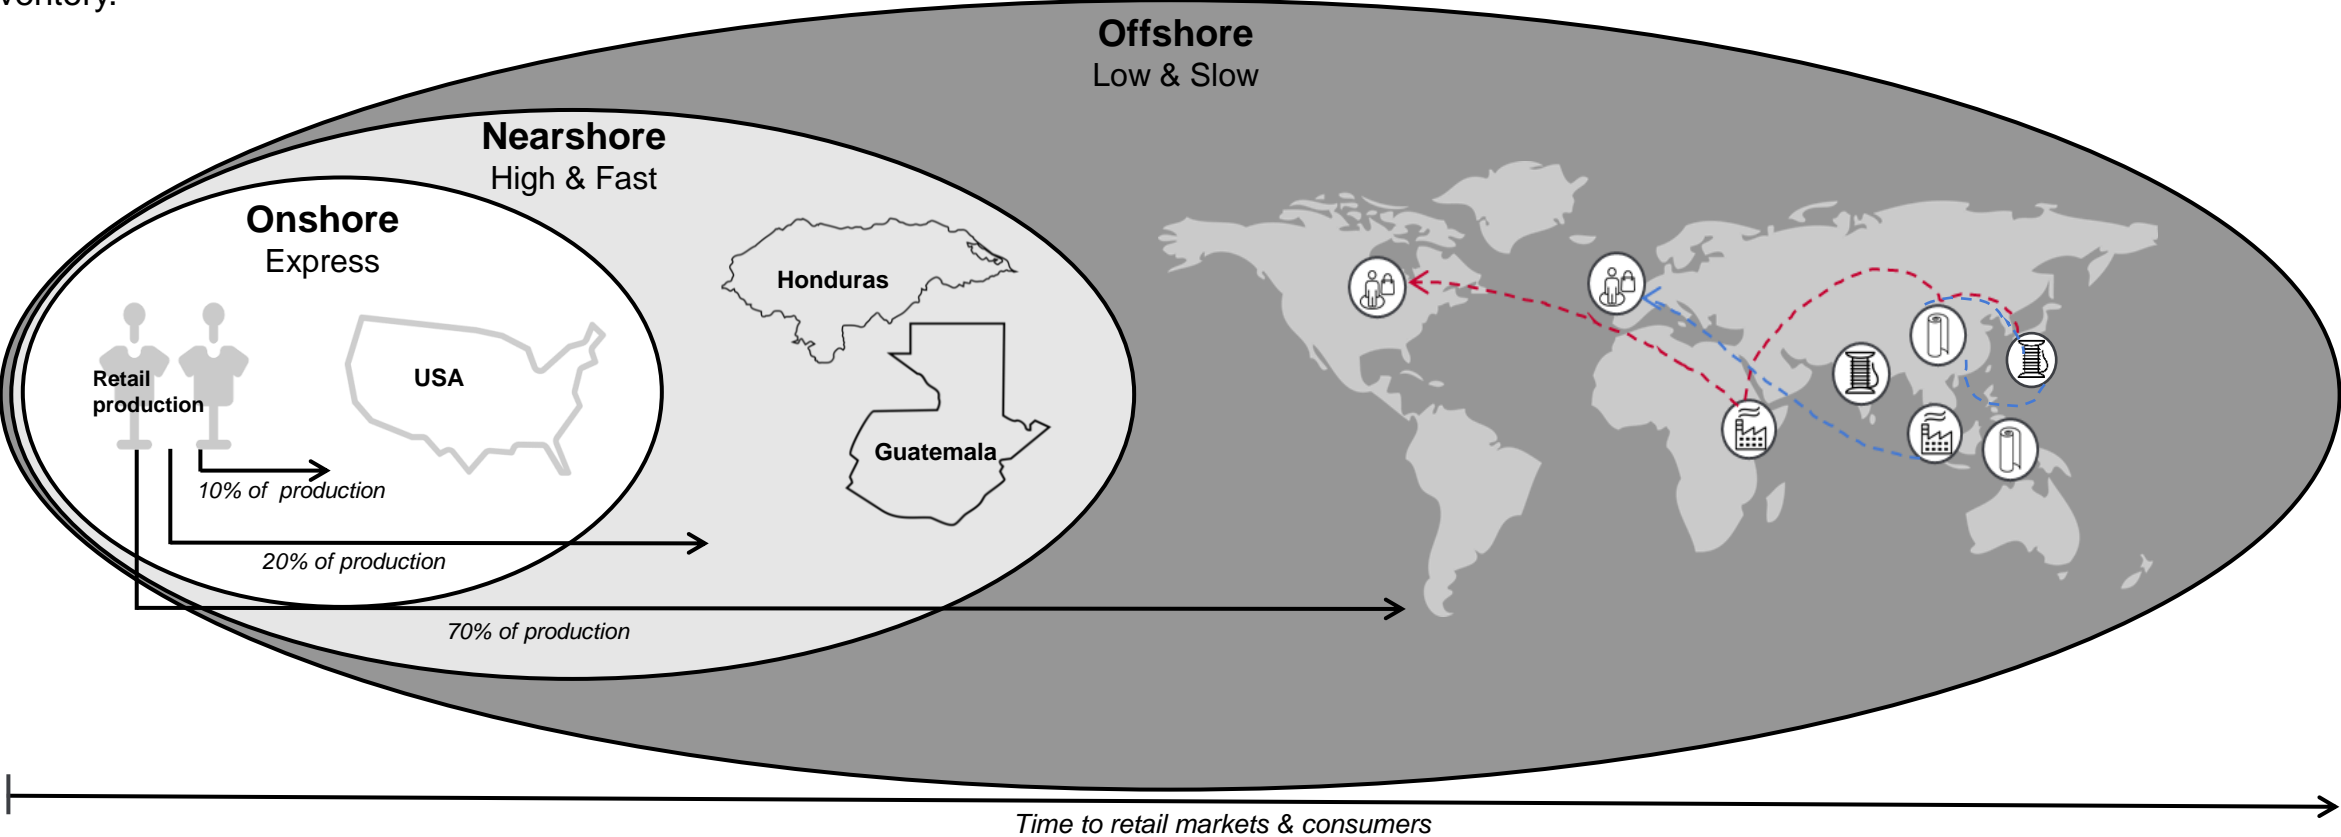 Offshore
Low & Slow
Nearshore
High & Fast
Onshore
Express
Honduras
Retail
production
USA
Guatemala
10% of  production
20% of production
70% of production
Time to retail markets & consumers